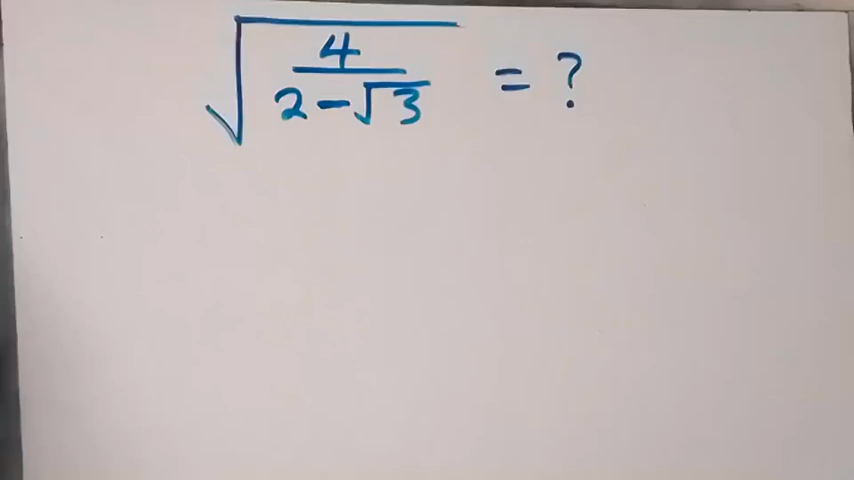 √(4/(2-√3)) = ?